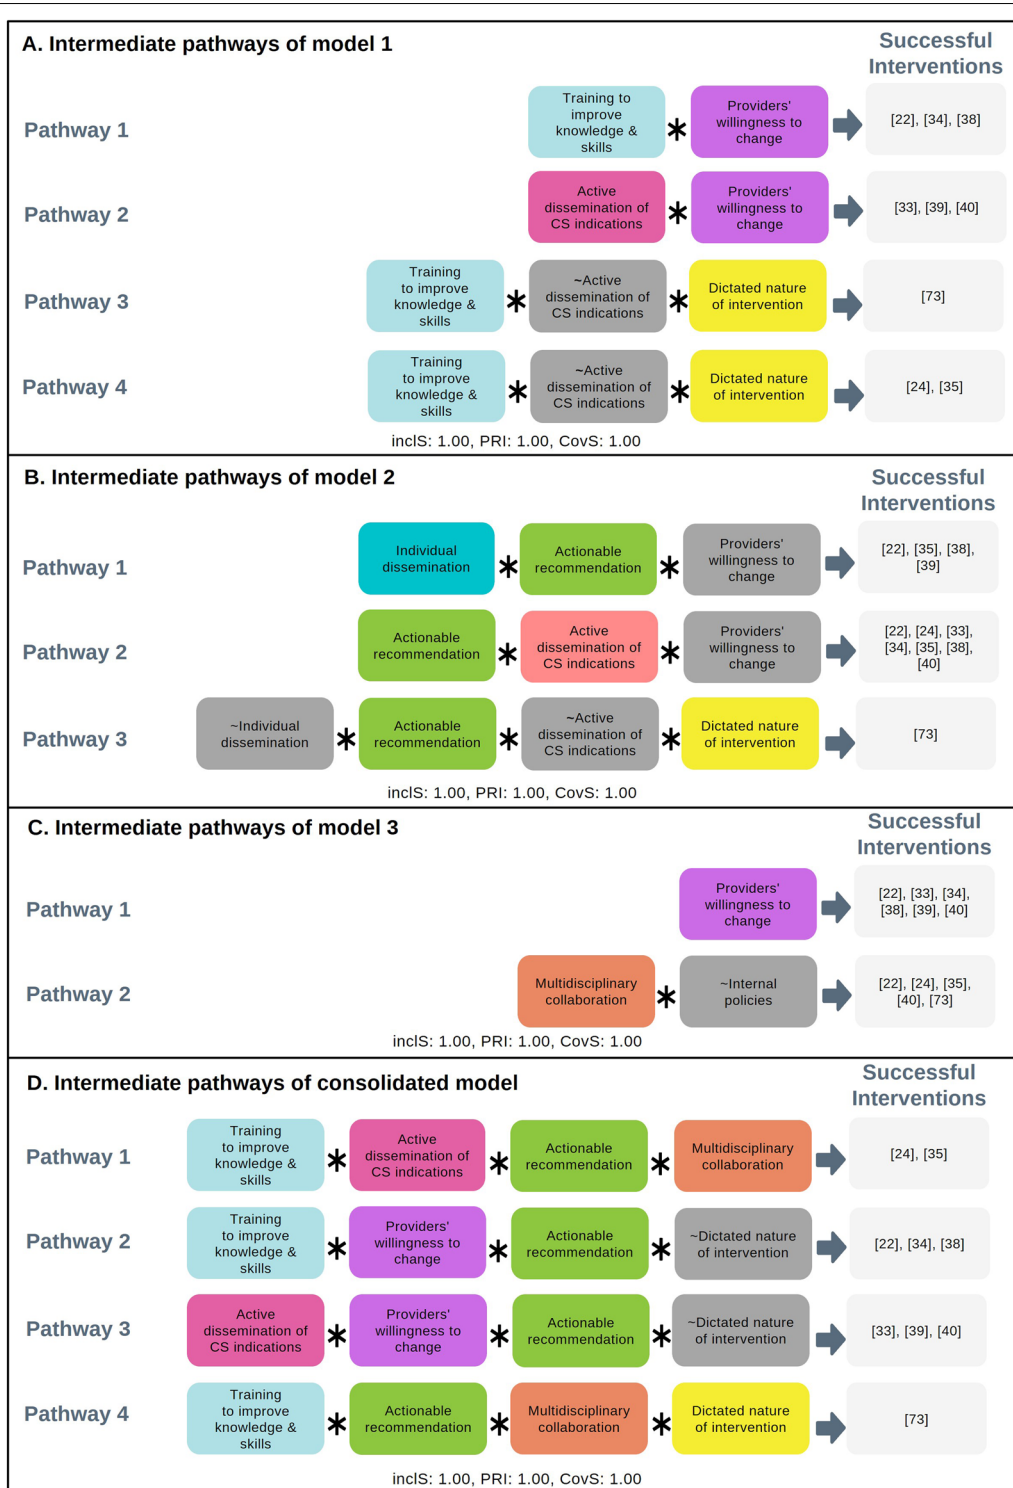 A. Intermediate pathways of model 1
Successful
Interventions
Pathway 1
Training to
improve
knowledge &
skills
*
Providers'
willingness to
change
[22], [34], [38]
Pathway 2
Active
dissemination of
CS indications
*
Providers'
willingness to
change
[33], [39], [40]
Pathway 3
Training
to improve
knowledge &
skills
*
~Active
dissemination of
CS indications
*
Dictated nature
of intervention
[73]
Pathway 4
Training
to improve
knowledge &
skills
*
~Active
dissemination of
CS indications
*
Dictated nature
of intervention
[24], [35]
inclS: 1.00, PRI: 1.00, CovS: 1.00
B. Intermediate pathways of model 2
Successful
Interventions
Pathway 1
Individual
dissemination
*
Actionable
recommendation
*
Providers'
willingness to
change
[22], [35], [38],
[39]
Pathway 2
Actionable
recommendation
*
Active
dissemination of
CS indications
*
Providers'
willingness to
change
[22], [24], [33],
[34], [35], [38],
[40]
Pathway 3
~Individual
dissemination
*
Actionable
recommendation
*
~Active
dissemination of
CS indications
*
Dictated nature
of intervention
[73]
inclS: 1.00, PRI: 1.00, CovS: 1.00
C. Intermediate pathways of model 3
Successful
Interventions
Pathway 1
Providers'
willingness to
change
[22], [33], [34],
[38], [39], [40]
Pathway 2
Multidisciplinary
collaboration
*
~Internal
policies
[22], [24], [35],
[40], [73]
inclS: 1.00, PRI: 1.00, CovS: 1.00
D. Intermediate pathways of consolidated model
Successful
Interventions
Pathway 1
Training
to improve
knowledge &
skills
*
Active
dissemination of
CS indications
*
Actionable
recommendation
*
Multidisciplinary
collaboration
[24], [35]
Pathway 2
Training
to improve
knowledge &
skills
*
Providers'
willingness to
change
*
Actionable
recommendation
*
~Dictated nature
of intervention
[22], [34], [38]
Pathway 3
Active
dissemination of
CS indications
*
Providers'
willingness to
change
*
Actionable
recommendation
*
~Dictated nature
of intervention
[33], [39], [40]
Pathway 4
Training
to improve
knowledge &
skills
*
Actionable
recommendation
*
Multidisciplinary
collaboration
*
Dictated nature
of intervention
[73]
inclS: 1.00, PRI: 1.00, CovS: 1.00